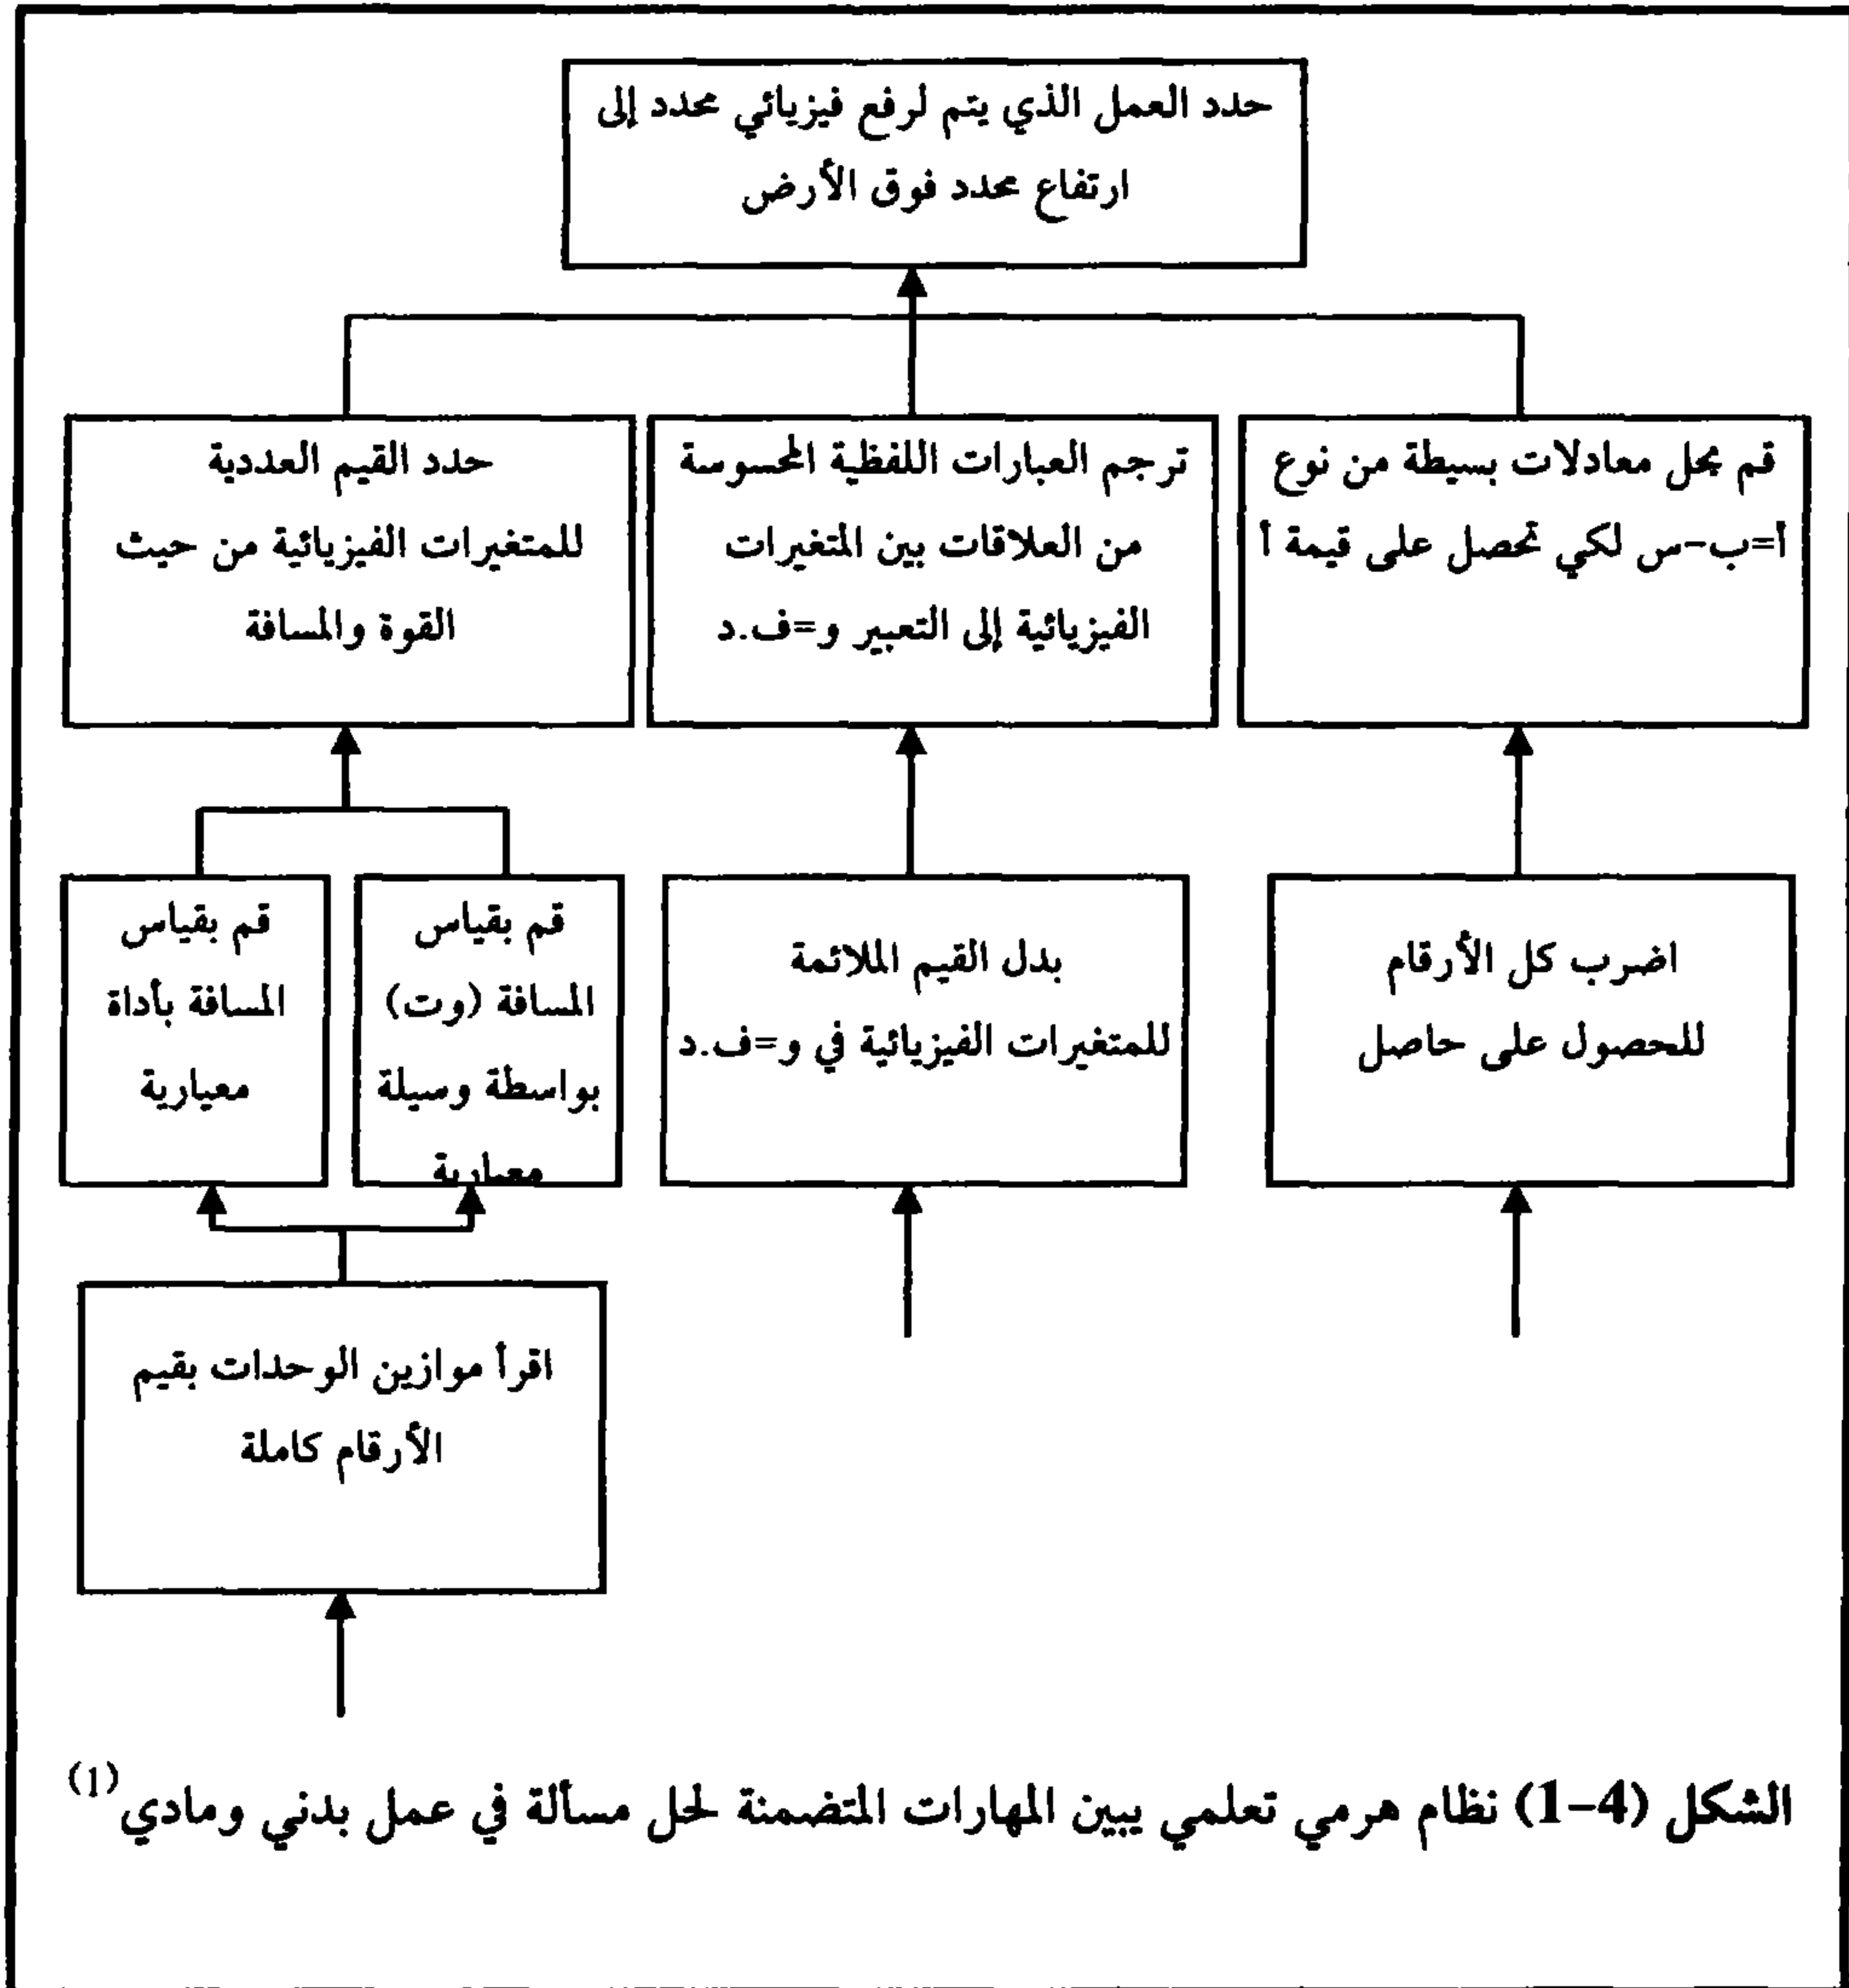 حدد العمل الذي يتم لرفع فيزيائي محدد إلى
ارتفاع محدد فوق الأرض
قم بحل معادلات بسيطة من نوع
أ=ب-س لكي تحصل على قيمة أ
ترجم العبارات اللفظية المحسوسة
من العلاقات بين المتغيرات
الفيزيائية إلى التعبير و=ف.د
حدد القيم العددية
للمتغيرات الفيزيائية من حيث
القوة والمسافة
اضرب كل الأرقام
للحصول على حاصل
بدل القيم الملائمة
للمتغيرات الفيزيائية في و=ف.د
قم بقياس
المسافة (وت)
بواسطة وسيلة
معيارية
قم بقياس
المسافة بأداة
معيارية
اقرأ موازين الوحدات بقيم
الأرقام كاملة
الشكل (4-1) نظام هرمي تعلمي يبين المهارات المتضمنة لحل مسألة في عمل بدني ومادي (1)